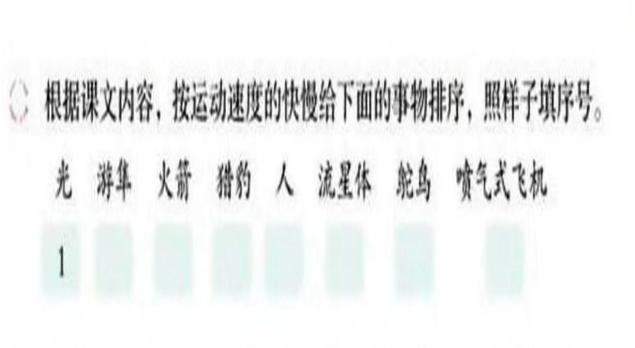 根据课文内容，按运动速度的快慢给下面的事物排序，照样子填序号。
光 游隼 火箭 猎豹 人 流星体 鸵鸟 喷气式飞机
1